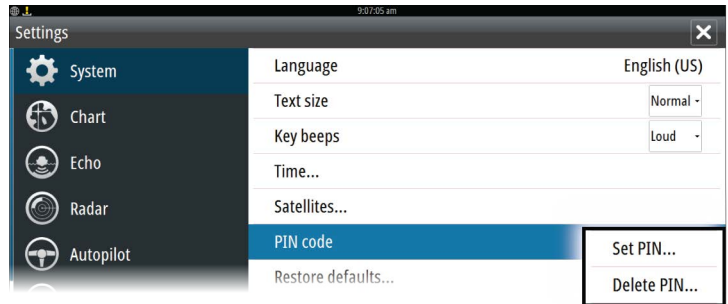 9:07:05 am
Settings
System
Chart
Echo
Radar
Autopilot
Language English (US)
Text size Normal
Key beeps Loud
Time...
Satellites...
PIN code
Restore defaults...
Set PIN...
Delete PIN...